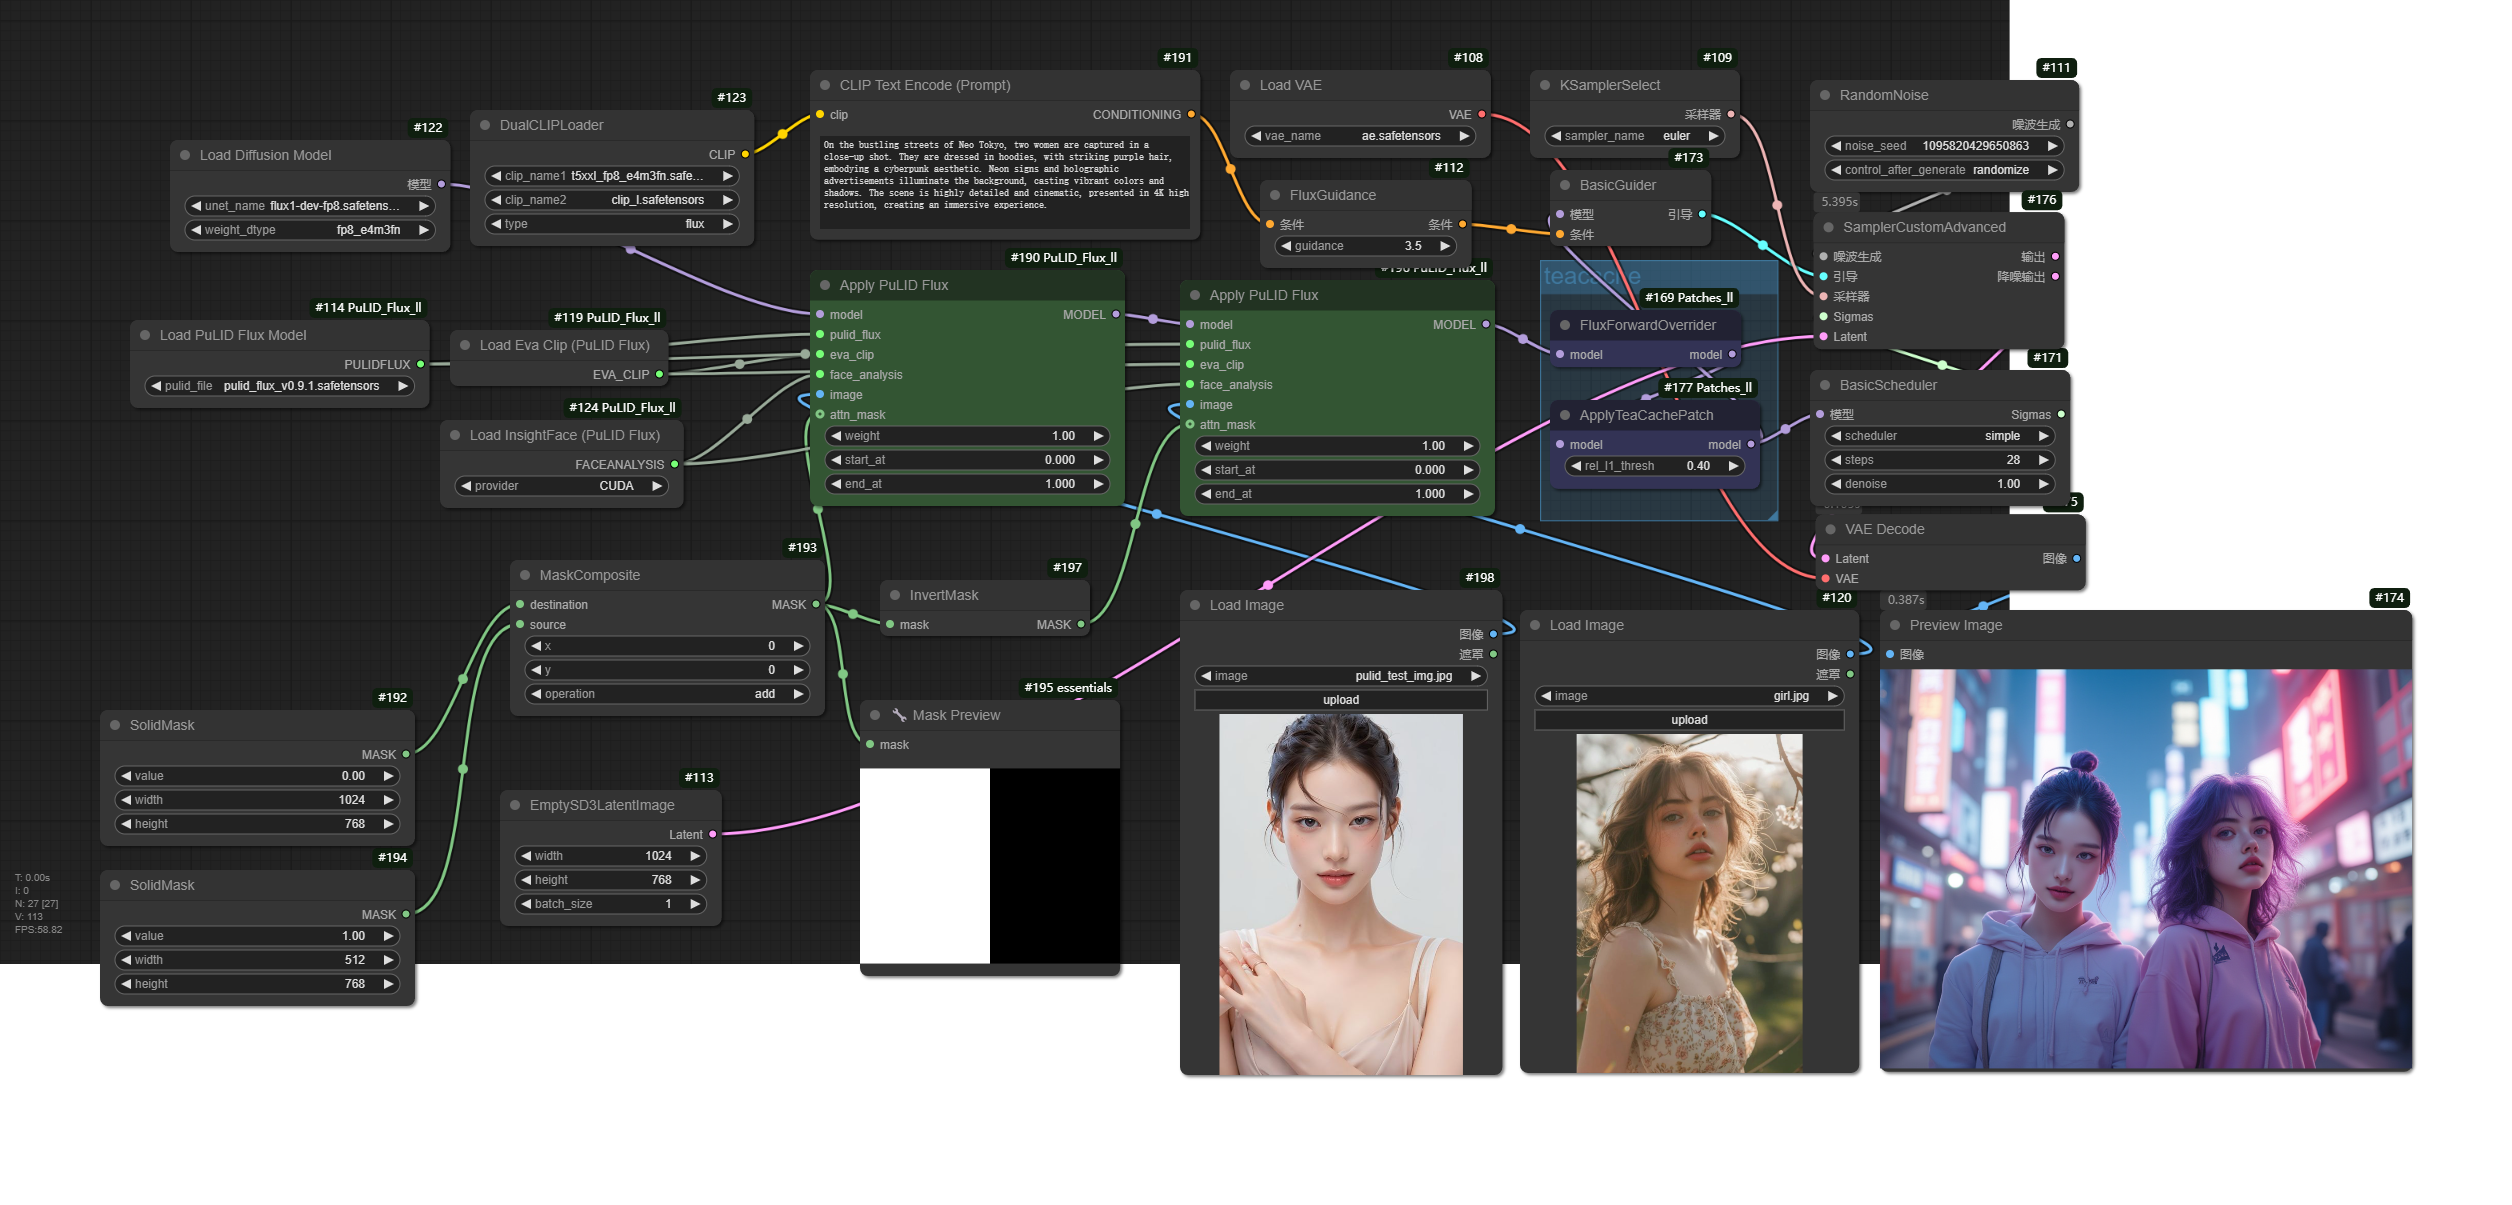 #122
Load Diffusion Model
模型
unet_name flux1-dev-fp8.safetens...
weight_dtype fp8_e4m3fn
#123
DualCLIPLoader
CLIP
clip_name1 t5xxl_fp8_e4m3fn.safe...
clip_name2 clip_l.safetensors
type flux
#191
CLIP Text Encode (Prompt)
clip CONDITIONING
On the bustling streets of Neo Tokyo, two women are captured in a
close-up shot. They are dressed in hoodies, with striking purple hair,
embodying a cyberpunk aesthetic. Neon signs and holographic
advertisements illuminate the background, casting vibrant colors and
shadows. The scene is highly detailed and cinematic, presented in 4K high
resolution, creating an immersive experience.
#108
Load VAE
VAE
vae_name ae.safetensors
#112
FluxGuidance
条件 条件
guidance 3.5
#109
KSamplerSelect
采样器
sampler_name euler
#173
BasicGuider
模型 引导
条件
#111
RandomNoise
噪波生成
noise_seed 1095820429650863
control_after_generate randomize
5.395s
#176
SamplerCustomAdvanced
噪波生成 输出
引导 降噪输出
采样器
Sigmas
Latent
#114 PuLID_Flux_ll
Load PuLID Flux Model
PULIDFLUX
pulid_file pulid_flux_v0.9.1.safetensors
#119 PuLID_Flux_ll
Load Eva Clip (PuLID Flux)
EVA_CLIP
#124 PuLID_Flux_ll
Load InsightFace (PuLID Flux)
FACEANALYSIS
provider CUDA
#190 PuLID_Flux_ll
Apply PuLID Flux
model MODEL
pulid_flux
eva_clip
face_analysis
image
attn_mask
weight 1.00
start_at 0.000
end_at 1.000
PuLID_Flux_ll
Apply PuLID Flux
model MODEL
pulid_flux
eva_clip
face_analysis
image
attn_mask
weight 1.00
start_at 0.000
end_at 1.000
teacache
#169 Patches_ll
FluxForwardOverrider
model model
#177 Patches_ll
ApplyTeaCachePatch
model model
rel_l1_thresh 0.40
#171
BasicScheduler
模型 Sigmas
scheduler simple
steps 28
denoise 1.00
VAE Decode
Latent 图像
VAE
0.387s
#193
MaskComposite
destination MASK
source
x 0
y 0
operation add
#197
InvertMask
mask MASK
#192
SolidMask
MASK
value 0.00
width 1024
height 768
#194
SolidMask
MASK
value 1.00
width 512
height 768
#113
EmptySD3LatentImage
Latent
width 1024
height 768
batch_size 1
#195 essentials
Mask Preview
mask
#198
Load Image
图像
遮罩
image pulid_test_img.jpg
upload
#120
Load Image
图像
遮罩
image girl.jpg
upload
#174
Preview Image
图像
T: 0.00s
I: 0
N: 27 [27]
V: 113
FPS:58.82